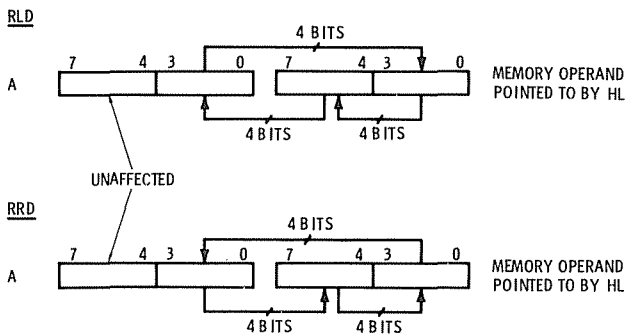 RLD
4 BITS
7 4 3 0 7 4 3 0
A
MEMORY OPERAND
POINTED TO BY HL
4 BITS 4 BITS
UNAFFECTED
RRD
4 BITS
7 4 3 0 7 4 3 0
A
MEMORY OPERAND
POINTED TO BY HL
4 BITS 4 BITS